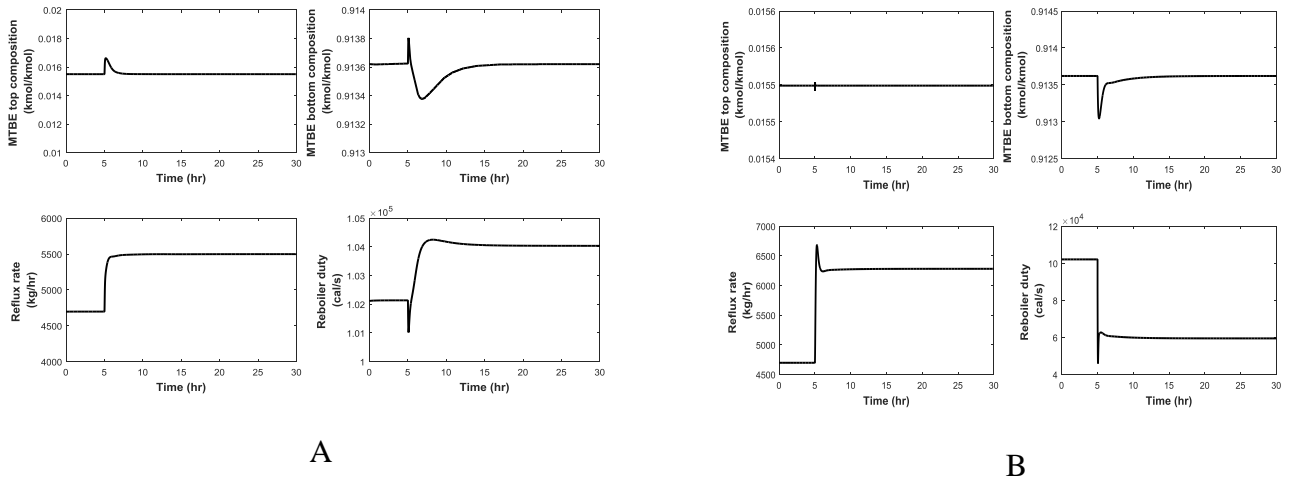 MTBE top composition
(kmol/kmol)
0.02
0.018
0.016
0.014
0.012
0.01
0 5 10 15 20 25 30
Time (hr)
MTBE bottom composition
(kmol/kmol)
0.914
0.9138
0.9136
0.9134
0.9132
0.913
0 5 10 15 20 25 30
Time (hr)
MTBE top composition
(kmol/kmol)
0.0156
0.0156
0.0155
0.0155
0.0154
0 5 10 15 20 25 30
Time (hr)
MTBE bottom composition
(kmol/kmol)
0.9145
0.914
0.9135
0.913
0.9125
0 5 10 15 20 25 30
Time (hr)
Reflux rate
(kg/hr)
6000
5500
5000
4500
4000
0 5 10 15 20 25 30
Time (hr)
Reboiler duty
(cal/s)
× 10^5
1.05
1.04
1.03
1.02
1.01
1
0 5 10 15 20 25 30
Time (hr)
Reflux rate
(kg/hr)
7000
6500
6000
5500
5000
4500
0 5 10 15 20 25 30
Time (hr)
Reboiler duty
(cal/s)
× 10^4
12
10
8
6
4
0 5 10 15 20 25 30
Time (hr)
A
B